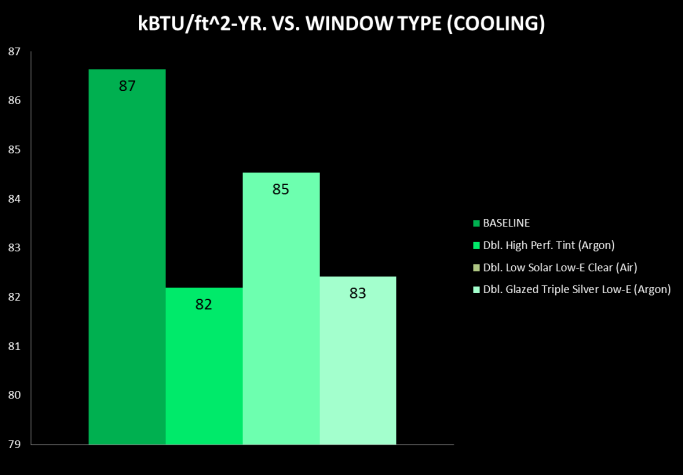 kBTU/ft^2-YR. VS. WINDOW TYPE (COOLING)
87
86
85
84
83
82
81
80
79
87
82
85
83
BASELINE
Dbl. High Perf. Tint (Argon)
Dbl. Low Solar Low-E Clear (Air)
Dbl. Glazed Triple Silver Low-E (Argon)